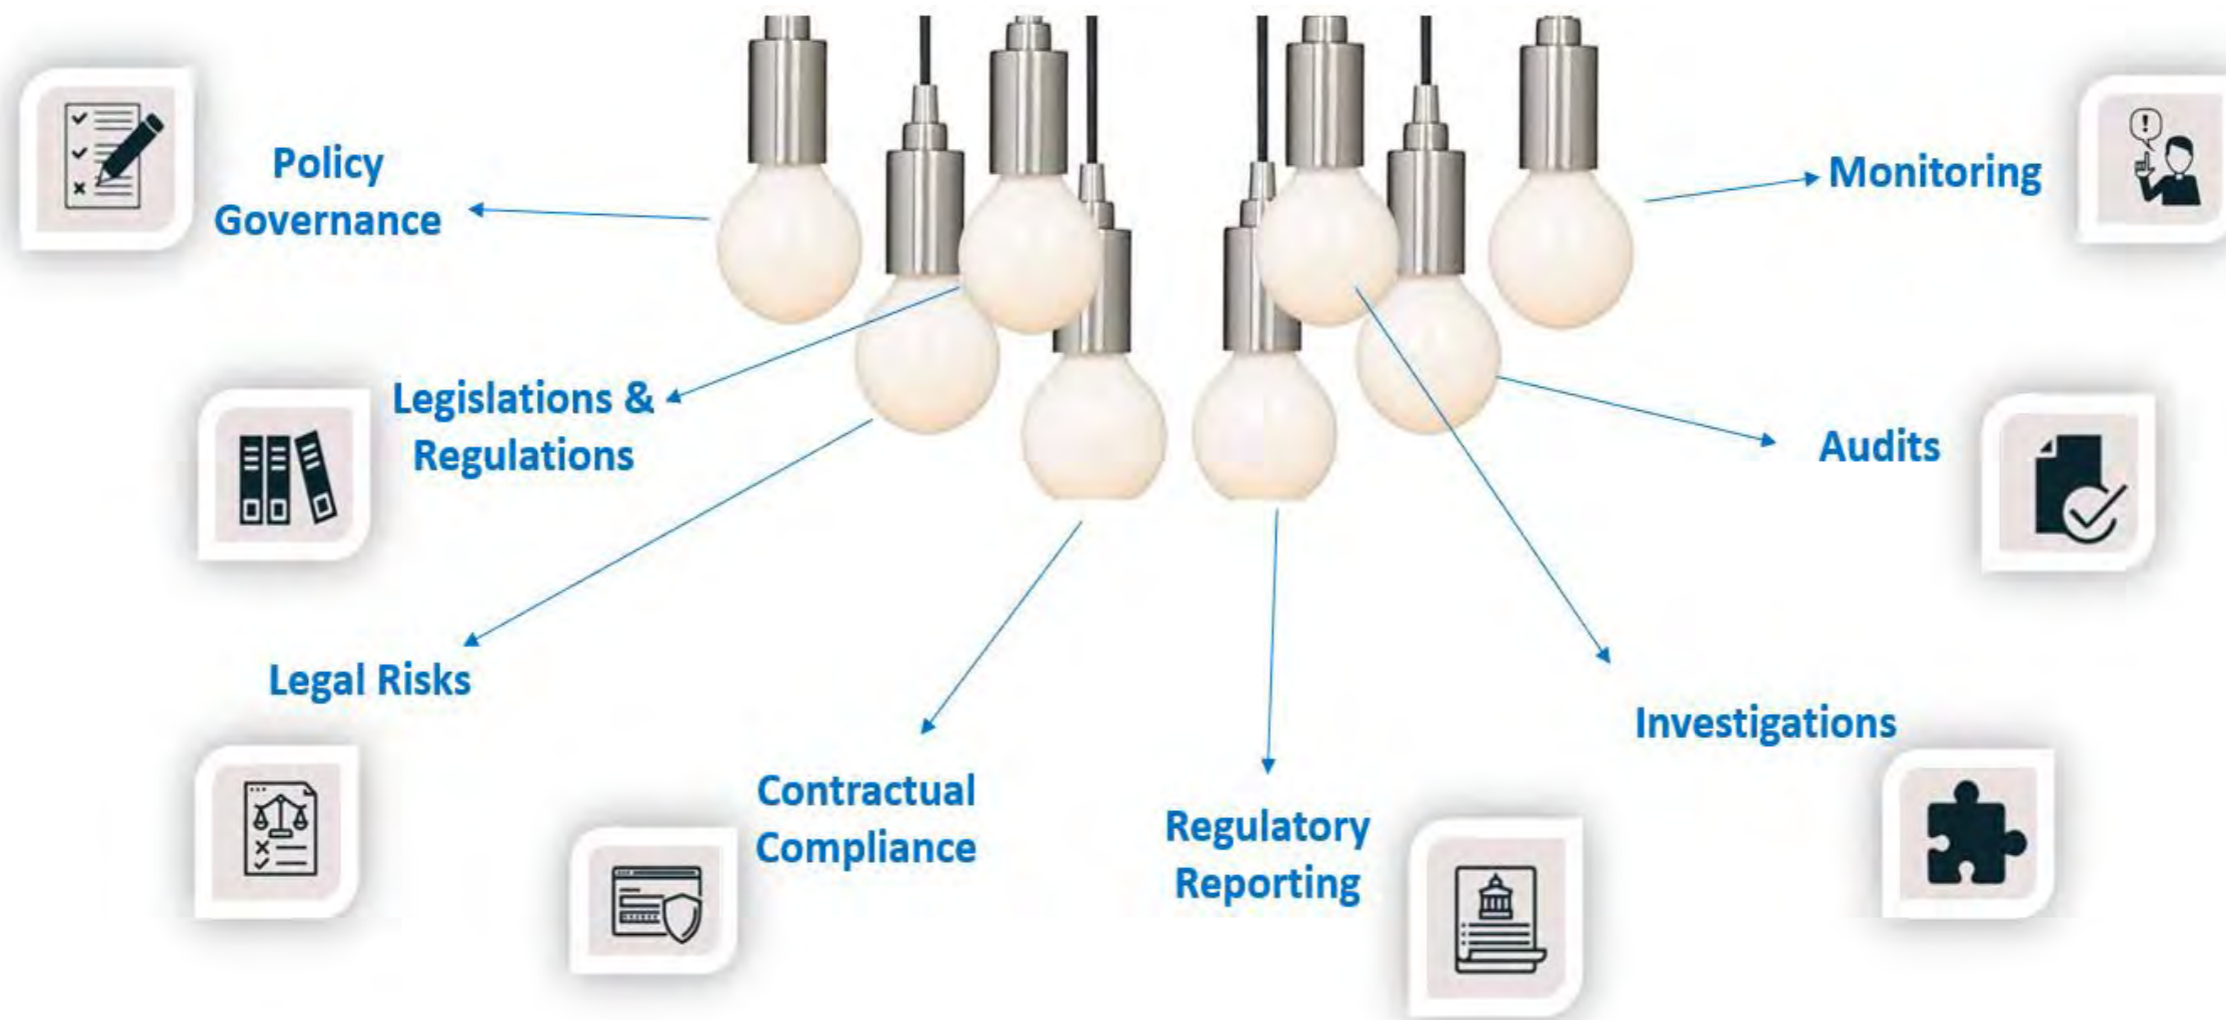 Policy
Governance
Monitoring
Legislations &
Regulations
Audits
Legal Risks
Investigations
Contractual
Compliance
Regulatory
Reporting